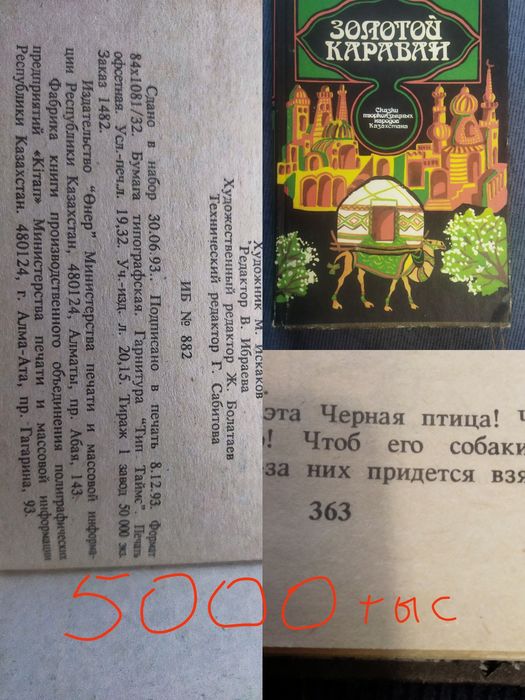 Художник М. Искаков
Редактор В. Ибраева
Художественный редактор Ж. Болатаев
Технический редактор Г. Сабитова
ИБ № 882
Сдано в набор 30.06.93. Подписано в печать 8.12.93. Формат
84х1081/32. Бумага типографская. Гарнитура "Тип Таймс". Печать
офсетная Усл.-печ.л. 19,32. Уч.-изд. л. 20,15. Тираж 1 завод 50 000 экз.
Заказ 1482.
Издательство "Өнер" Министерства печати и массовой информа-
ции Республики Казахстан, 480124, Алматы, пр. Абая, 143.
Фабрика книги производственного объединения полиграфических
предприятий «Кітап» Министерства печати и массовой информации
Республики Казахстан. 480124, г. Алма-Ата, пр. Гагарина, 93.
ЗОЛОТОЙ
КАРАВАН
Сказки
тюркоязычных
народов
Казахстана
эта Черная птица! Ч
! Чтоб его собаки
-за них придется взя
363
5000 тыс